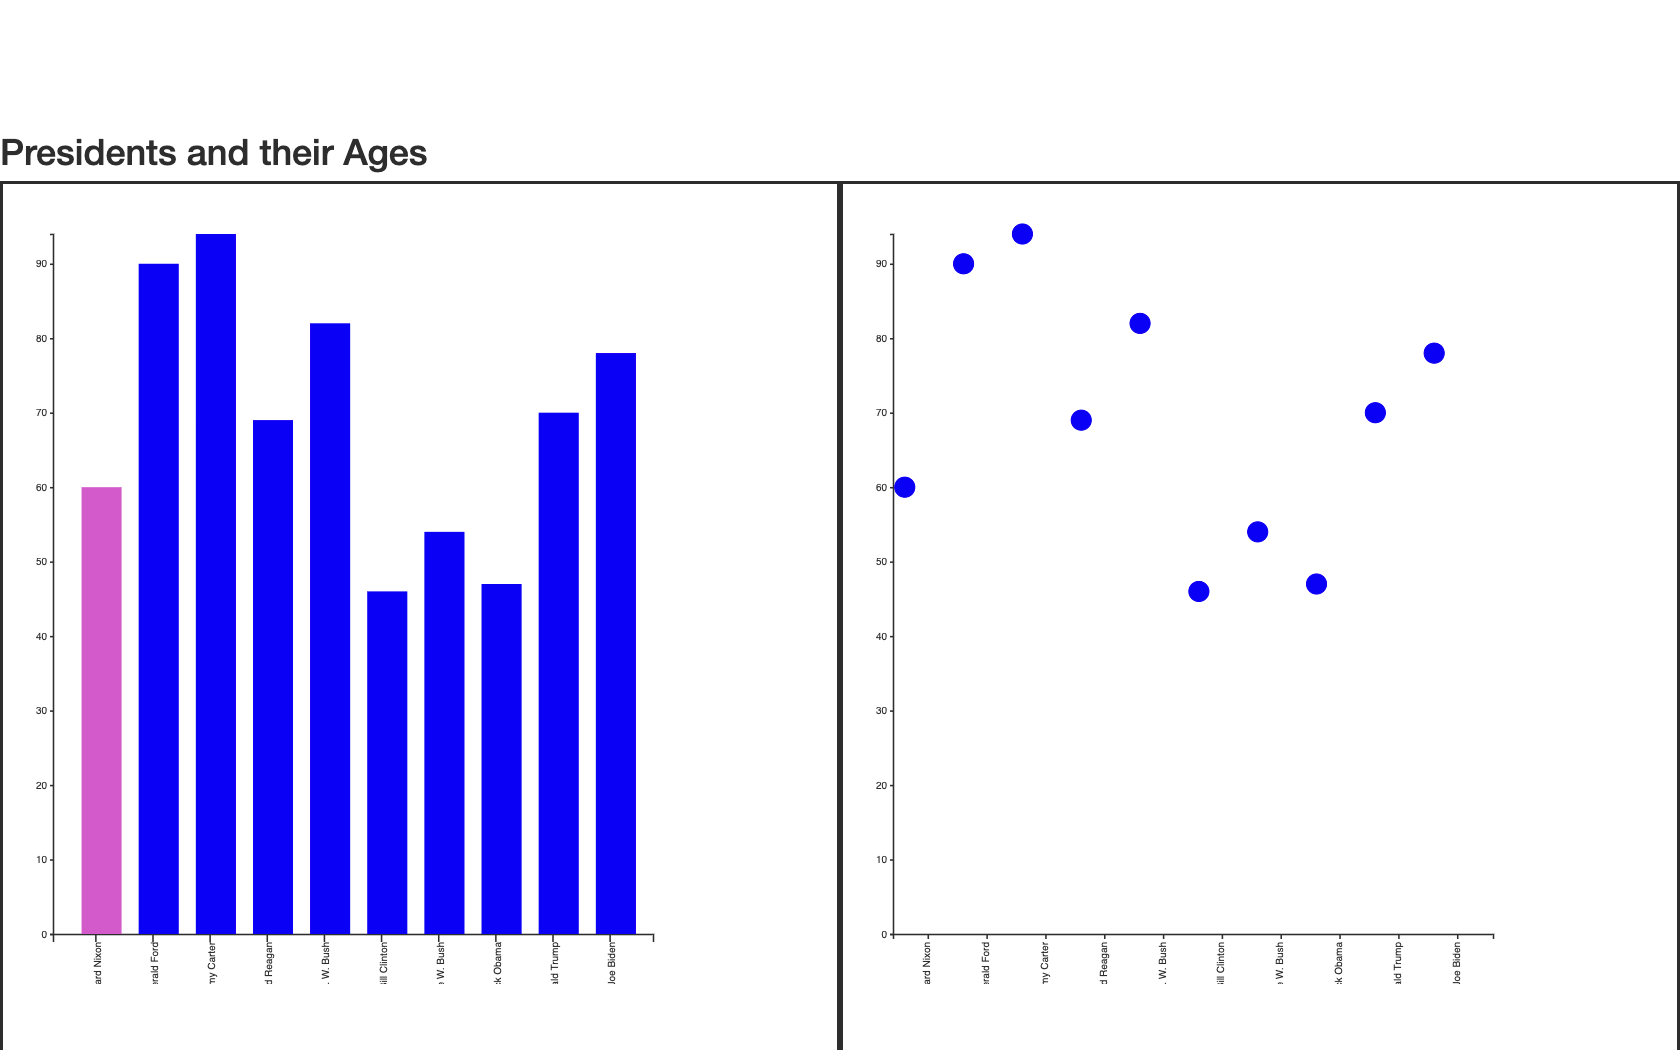 Presidents and their Ages
90
80
70
60
50
40
30
20
10
0
ard Nixon
erald Ford
my Carter
d Reagan
. W. Bush
ill Clinton
e W. Bush
ck Obama
ald Trump
Joe Biden
90
80
70
60
50
40
30
20
10
0
ard Nixon
erald Ford
my Carter
d Reagan
. W. Bush
ill Clinton
e W. Bush
ck Obama
ald Trump
Joe Biden